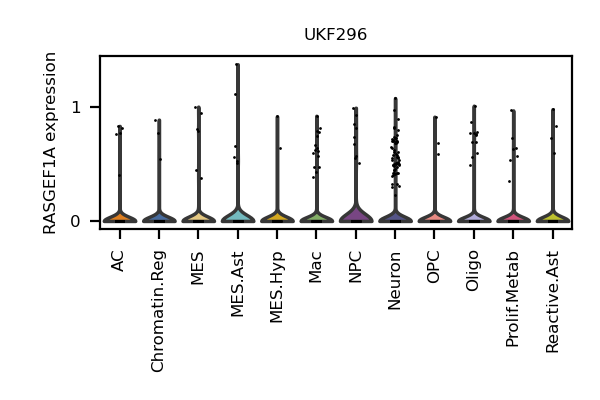 UKF296
RASGEF1A expression
1
0
AC
Chromatin.Reg
MES
MES.Ast
MES.Hyp
Mac
NPC
Neuron
OPC
Oligo
Prolif.Metab
Reactive.Ast